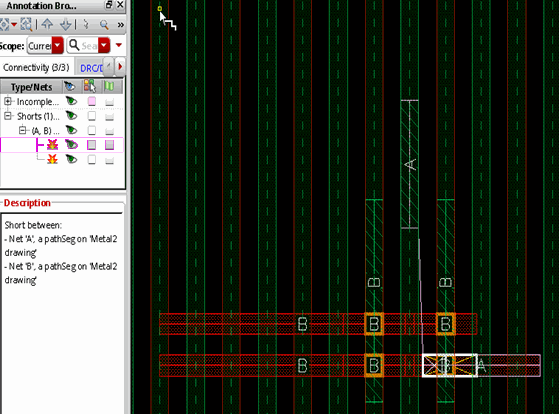 Annotation Bro...
Scope: Curre Sea
Connectivity (3/3) DRC/D
Type/Nets
Incomple...
Shorts (1)...
(A, B) ...
Description
Short between:
- Net 'A', a pathSeg on 'Metal2
drawing'
- Net 'B', a pathSeg on 'Metal2
drawing'
A
B B
B B B
B B A